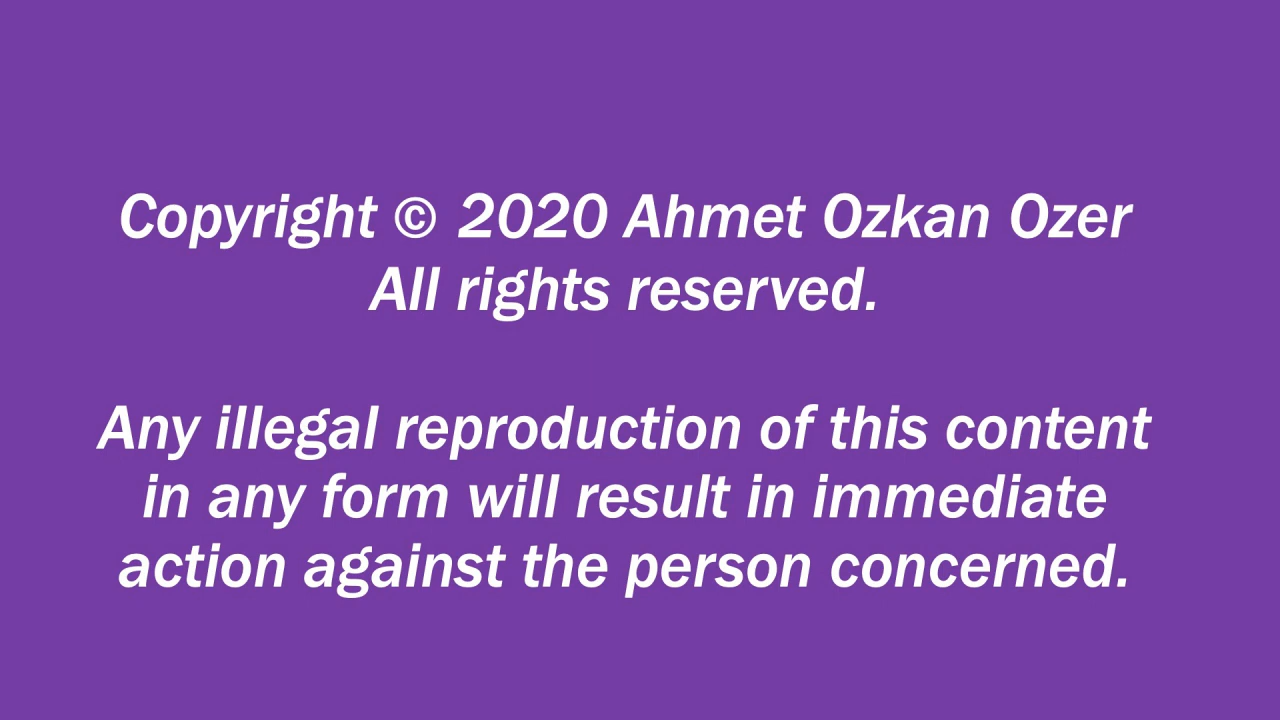 Copyright © 2020 Ahmet Ozkan Ozer
All rights reserved.
Any illegal reproduction of this content
in any form will result in immediate
action against the person concerned.